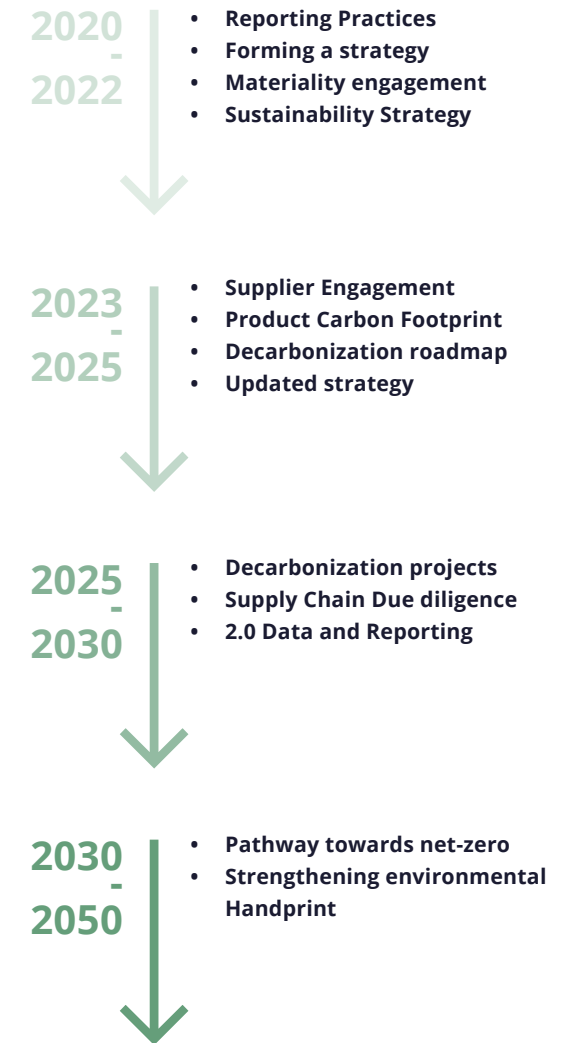 2020
-
2022
• Reporting Practices
• Forming a strategy
• Materiality engagement
• Sustainability Strategy
2023
-
2025
• Supplier Engagement
• Product Carbon Footprint
• Decarbonization roadmap
• Updated strategy
2025
-
2030
• Decarbonization projects
• Supply Chain Due diligence
• 2.0 Data and Reporting
2030
-
2050
• Pathway towards net-zero
• Strengthening environmental
Handprint